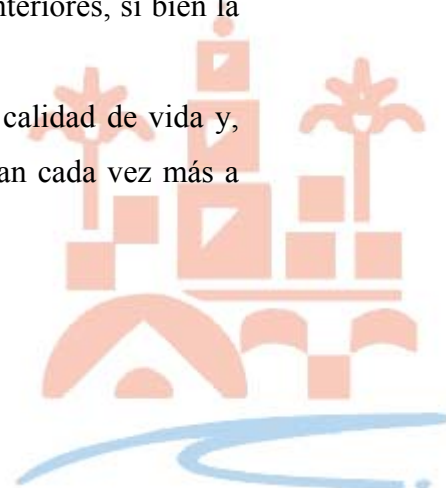 nteriores, si bien la
calidad de vida y,
an cada vez más a